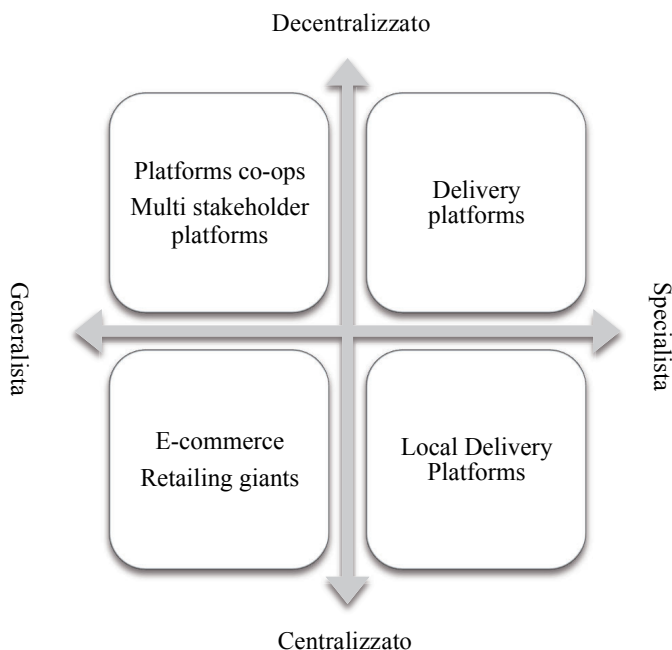 Decentralizzato
Platforms co-ops
Multi stakeholder
platforms
Delivery
platforms
Generalista
Specialista
E-commerce
Retailing giants
Local Delivery
Platforms
Centralizzato